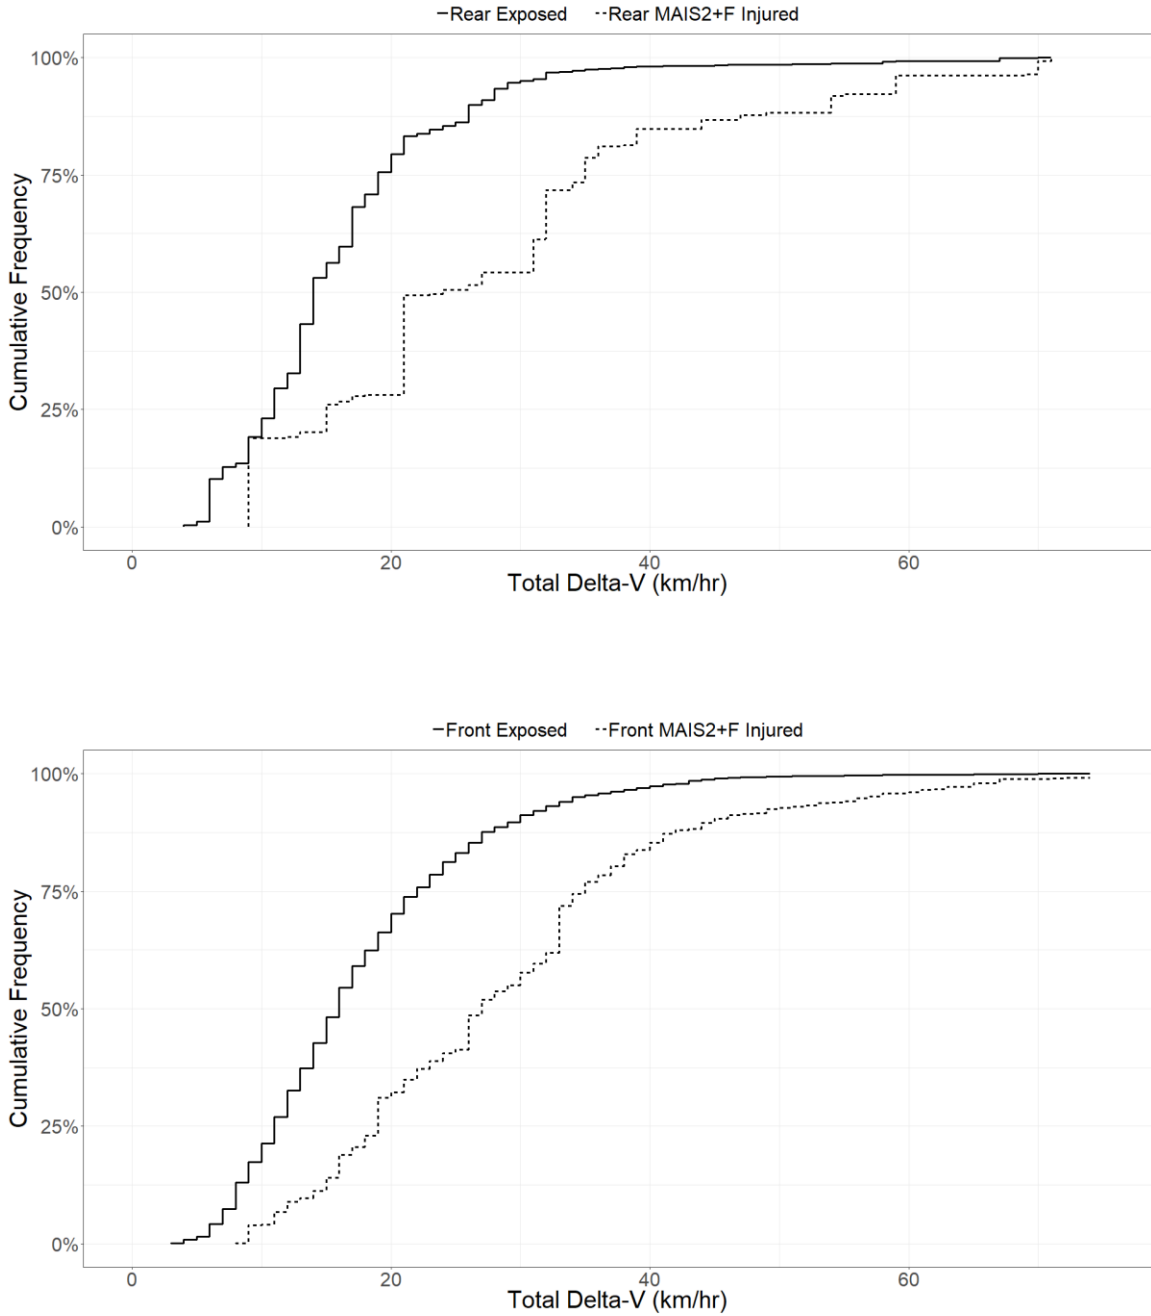 Rear Exposed Rear MAIS2+F Injured
100%
75%
50%
25%
0%
Cumulative Frequency
0 20 40 60
Total Delta-V (km/hr)
Front Exposed Front MAIS2+F Injured
100%
75%
50%
25%
0%
Cumulative Frequency
0 20 40 60
Total Delta-V (km/hr)